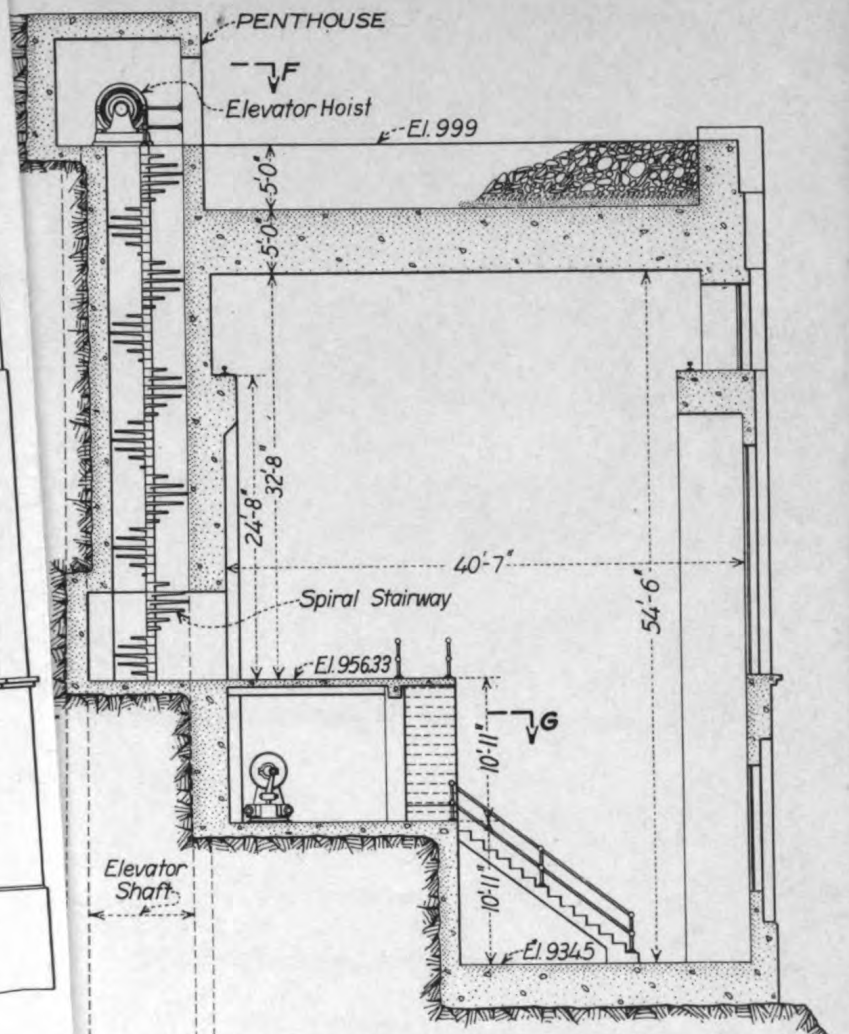 PENTHOUSE
F
Elevator Hoist
El. 999
5'-0"
5'-0"
24'-8"
32'-8"
40'-7"
54'-6"
Spiral Stairway
El. 956.33
G
10'-11"
10'-11"
Elevator
Shaft
El. 934.5